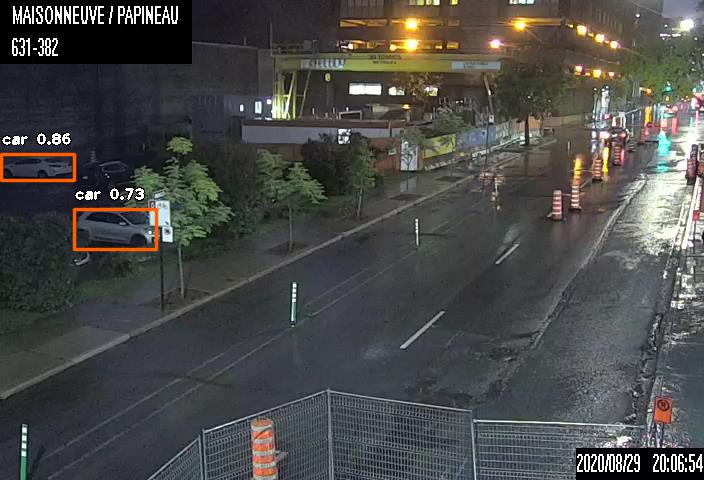 MAISONNEUVE / PAPINEAU
631-382
car 0.86
car 0.73
2020/08/29 20:06:54